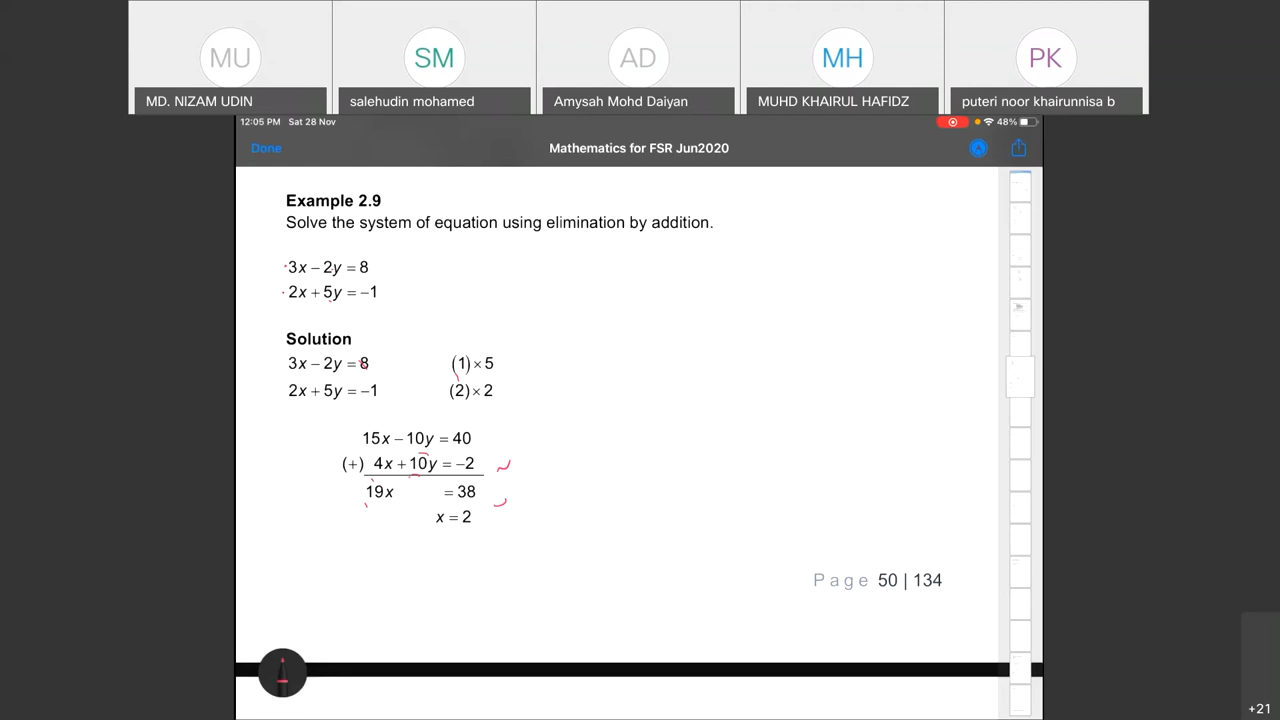 MU SM AD MH PK
MD. NIZAM UDIN salehudin mohamed Amysah Mohd Daiyan MUHD KHAIRUL HAFIDZ puteri noor khairunnisa b
12:05 PM Sat 28 Nov 48%
Done Mathematics for FSR Jun2020
Example 2.9
Solve the system of equation using elimination by addition.
3x − 2y = 8
2x + 5y = −1
Solution
3x − 2y = 8 (1) × 5
2x + 5y = −1 (2) × 2
15x − 10y = 40
(+) 4x + 10y = −2
19x = 38
x = 2
Page 50 | 134
+21